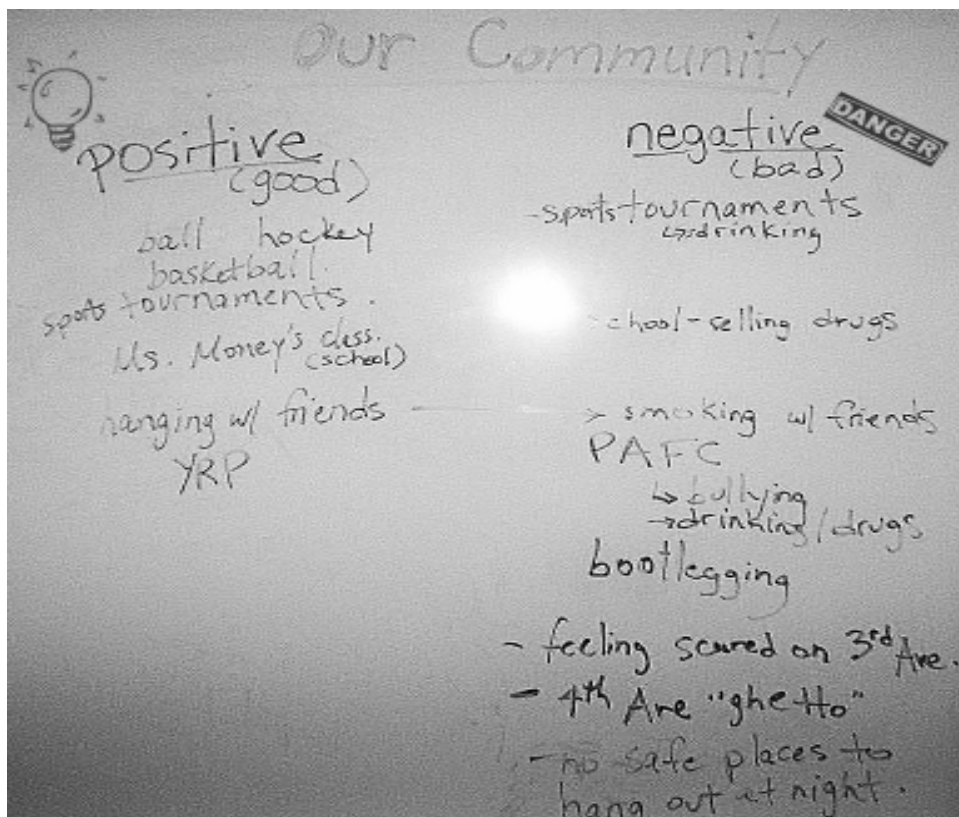 Our Community
positive
(good)
ball hockey
basketball.
sports tournaments.
Ms. Money's class.
(school)
hanging w/ friends
YRP
DANGER
negative
(bad)
- sports tournaments
↳ drinking
chool-selling drugs
> smoking w/ friends
PAFC
↳ bullying
→ drinking/drugs
bootlegging
- feeling scared on 3rd Ave.
- 4th Ave "ghetto"
- no safe places to
hang out at night.